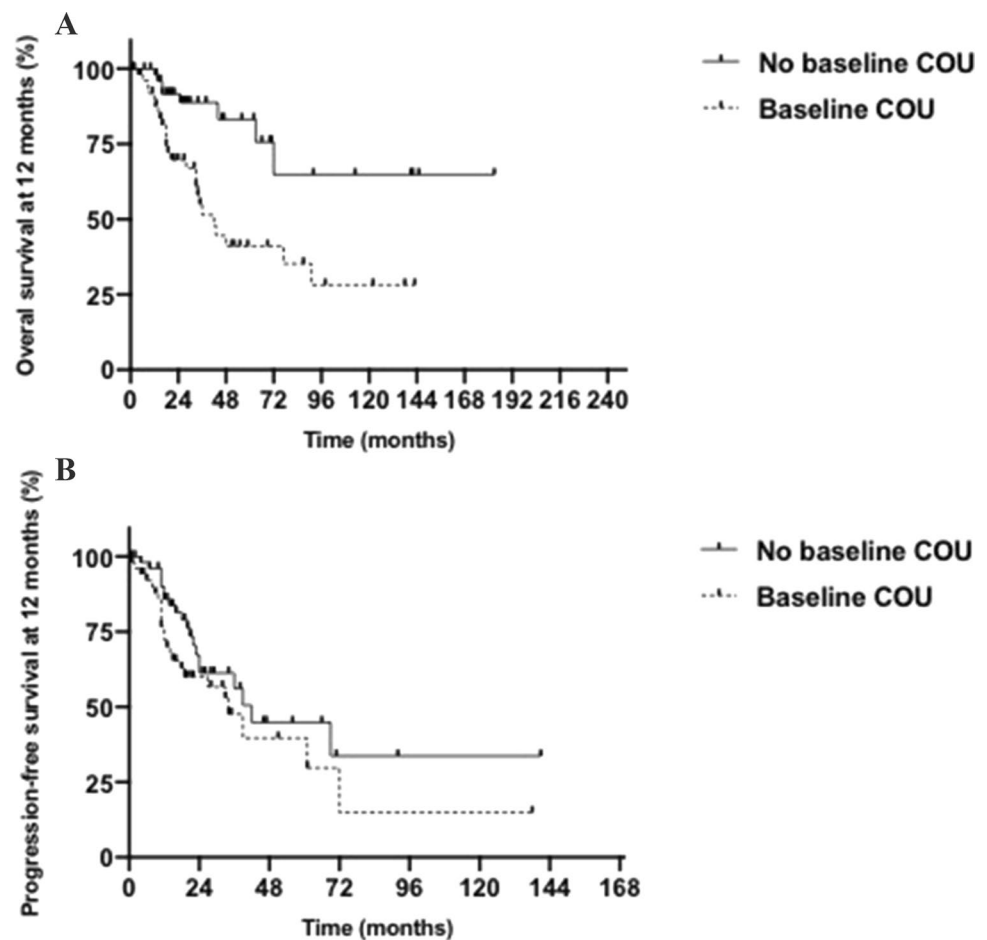 A
Overal survival at 12 months (%)
100
75
50
25
0
0 24 48 72 96 120 144 168 192 216 240
Time (months)
No baseline COU
Baseline COU
B
Progression-free survival at 12 months (%)
100
75
50
25
0
0 24 48 72 96 120 144 168
Time (months)
No baseline COU
Baseline COU